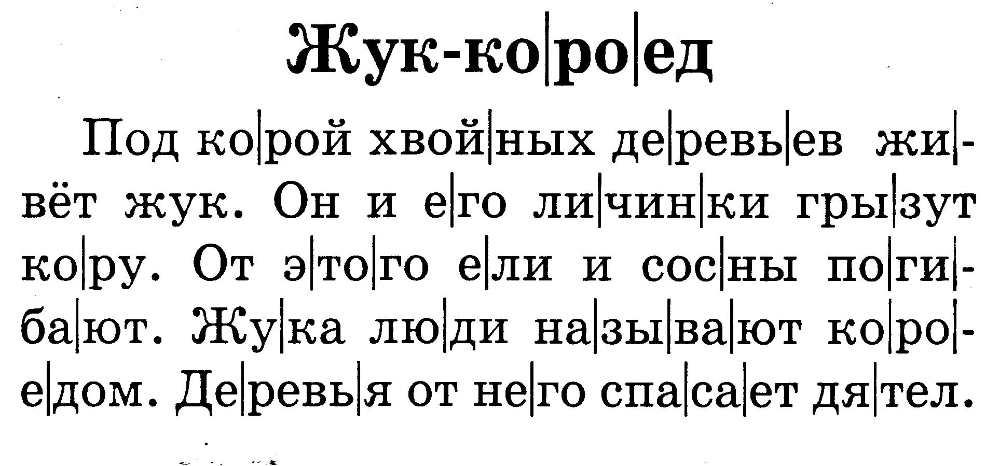 Жук-ко|ро|ед
Под ко|рой хвой|ных де|ревь|ев жи|-
вёт жук. Он и е|го ли|чин|ки гры|зут
ко|ру. От э|то|го е|ли и сос|ны по|ги|-
ба|ют. Жу|ка лю|ди на|зы|ва|ют ко|ро|-
е|дом. Де|ревь|я от не|го спа|са|ет дя|тел.